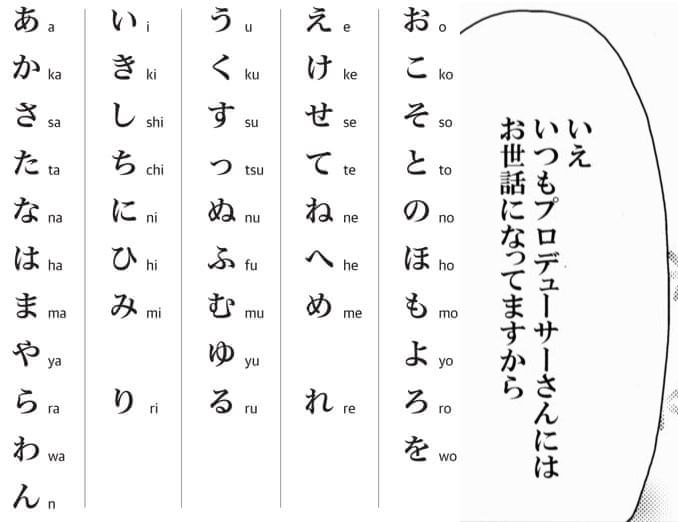 あ a い i う u え e お o
か ka き ki く ku け ke こ ko
さ sa し shi す su せ se そ so
た ta ち chi っ tsu て te と to
な na に ni ぬ nu ね ne の no
は ha ひ hi ふ fu へ he ほ ho
ま ma み mi む mu め me も mo
や ya ゆ yu よ yo
ら ra り ri る ru れ re ろ ro
わ wa を wo
ん n
いえ
いつもプロデューサーさんには
お世話になってますから